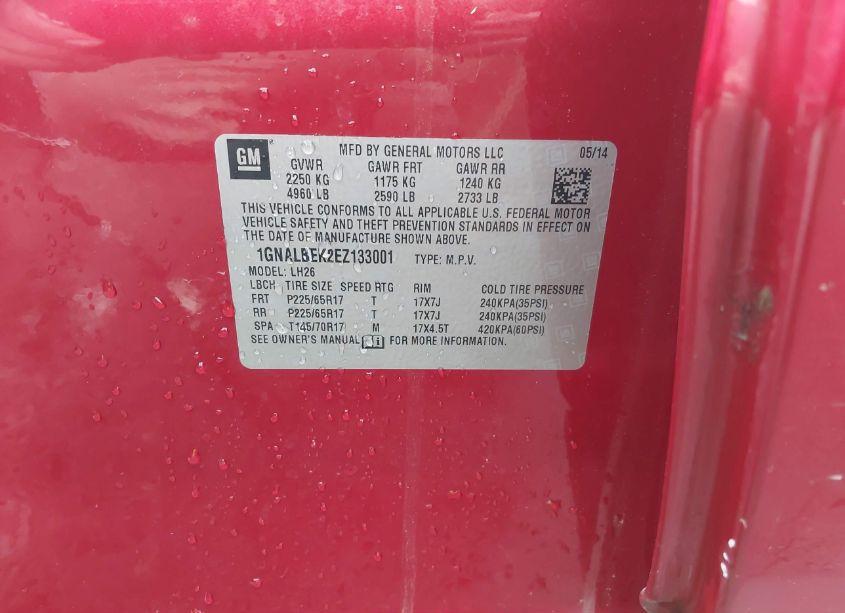 GM MFD BY GENERAL MOTORS LLC 05/14
GVWR GAWR FRT GAWR RR
2250 KG 1175 KG 1240 KG
4960 LB 2590 LB 2733 LB
THIS VEHICLE CONFORMS TO ALL APPLICABLE U.S. FEDERAL MOTOR
VEHICLE SAFETY AND THEFT PREVENTION STANDARDS IN EFFECT ON
THE DATE OF MANUFACTURE SHOWN ABOVE.
1GNALBEK2EZ133001 TYPE: M.P.V.
MODEL: LH26
LBCH TIRE SIZE SPEED RTG RIM COLD TIRE PRESSURE
FRT P225/65R17 T 17X7J 240KPA(35PSI)
RR P225/65R17 T 17X7J 240KPA(35PSI)
SPA T145/70R17 M 17X4.5T 420KPA(60PSI)
SEE OWNER'S MANUAL i FOR MORE INFORMATION.